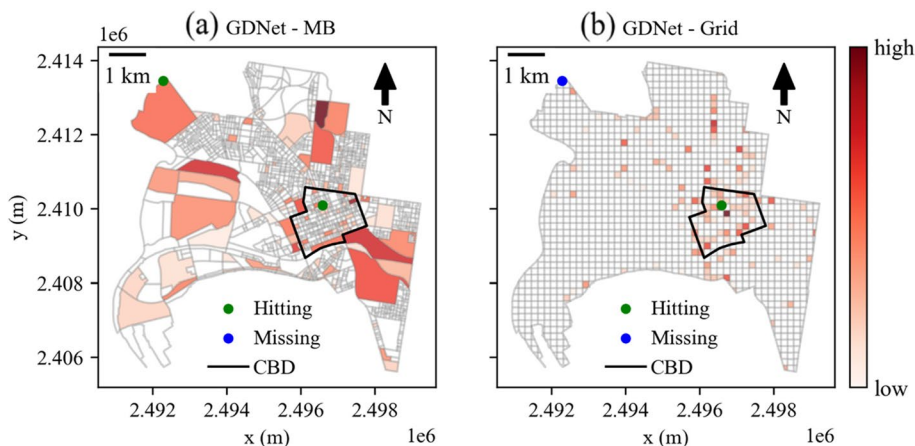 (a) GDNet - MB
(b) GDNet - Grid
1e6
2.414
2.412
2.410
2.408
2.406
y (m)
1 km
N
Hitting
Missing
CBD
2.492
2.494
2.496
2.498
x (m)
1e6
1 km
N
Hitting
Missing
CBD
2.492
2.494
2.496
2.498
x (m)
1e6
high
low